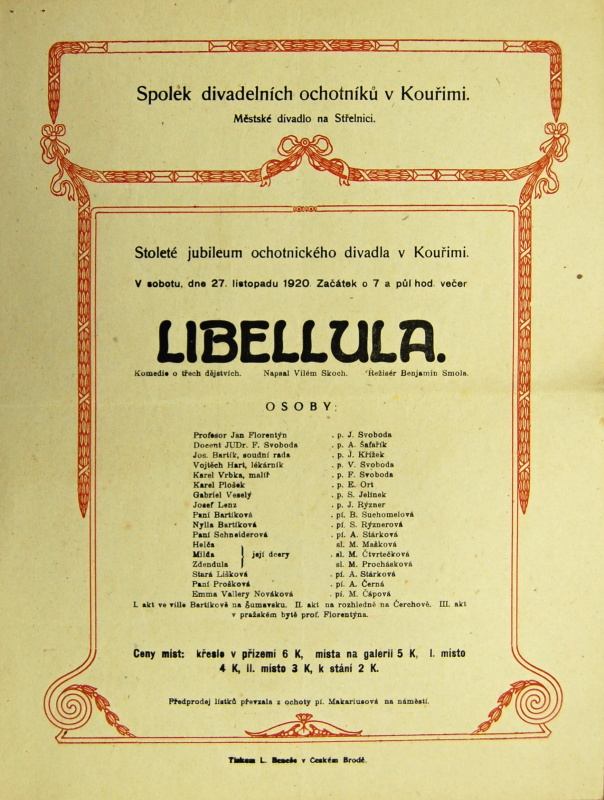 Spolek divadelních ochotníků v Kouřimi.
Městské divadlo na Střelnici.
Stoleté jubileum ochotnického divadla v Kouřimi.
V sobotu, dne 27. listopadu 1920. Začátek o 7 a půl hod. večer
LIBELLULA.
Komedie o třech dějstvích. Napsal Vilém Skoch. Režisér Benjamin Smola.
OSOBY:
Profesor Jan Florentýn . p. J. Svoboda
Docent JUDr. F. Svoboda . p. A. Šafařík
Jos. Bartík, soudní rada . p. J. Křížek
Vojtěch Hart, lékárník . p. V. Svoboda
Karel Vrbka, malíř . p. F. Svoboda
Karel Plošek . p. E. Ort
Gabriel Veselý . p. S. Jelínek
Josef Lenz . p. J. Rýzner
Paní Bartíková . pí. B. Suchomelová
Nylla Bartíková . pí. S. Rýznerová
Paní Schneiderová . pí. A. Stárková
Helča sl. M. Mašková
Milda } její dcery . sl. M. Čtvrtečková
Zdendula sl. M. Procházková
Stará Líšková . pí. A. Stárková
Paní Prošková . pí. A. Černá
Emma Vallery Nováková . pí. M. Čápová
I. akt ve ville Bartíkově na Šumavsku. II. akt na rozhledně na Čerchově. III. akt
v pražském bytě prof. Florentýna.
Ceny míst: křesle v přízemí 6 K, místa na galerii 5 K, I. místo
4 K, II. místo 3 K, k stání 2 K.
Předprodej lístků převzala z ochoty pí. Makariusová na náměstí.
Tiskem L. Beneše v Českém Brodě.